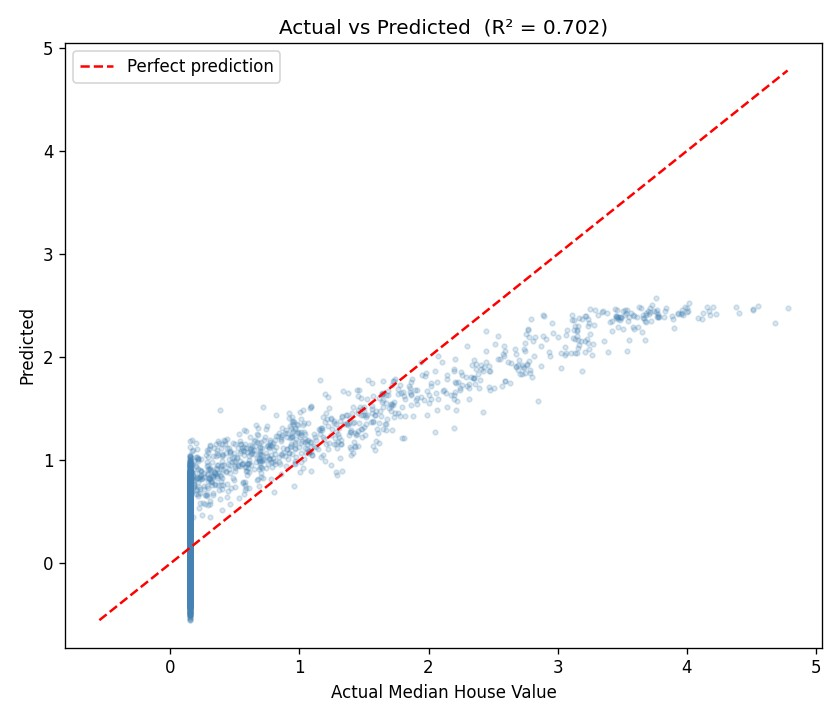 Actual vs Predicted (R² = 0.702)
Perfect prediction
5
4
3
2
1
0
Predicted
0 1 2 3 4 5
Actual Median House Value